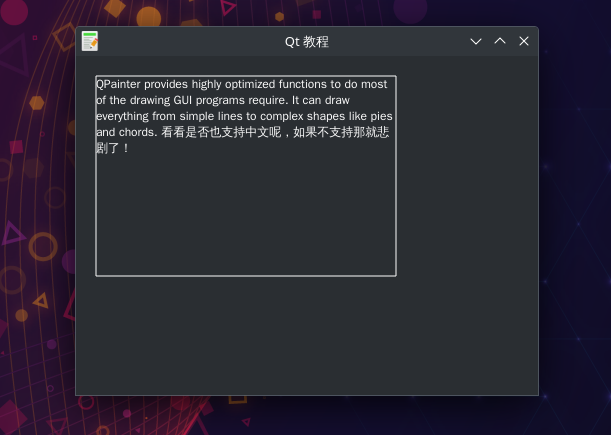 Qt 教程
QPainter provides highly optimized functions to do most
of the drawing GUI programs require. It can draw
everything from simple lines to complex shapes like pies
and chords. 看看是否也支持中文呢，如果不支持那就悲
剧了！